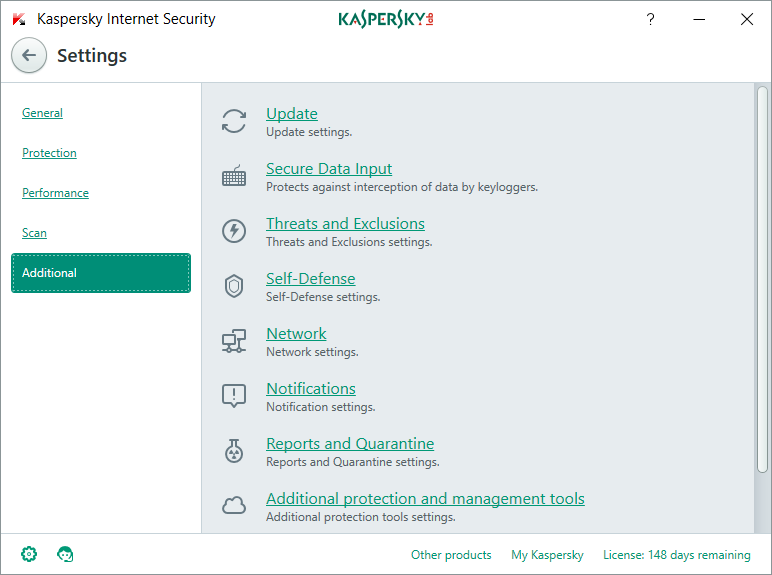 Kaspersky Internet Security
KASPERSKY lab
?
Settings
General
Protection
Performance
Scan
Additional
Update
Update settings.
Secure Data Input
Protects against interception of data by keyloggers.
Threats and Exclusions
Threats and Exclusions settings.
Self-Defense
Self-Defense settings.
Network
Network settings.
Notifications
Notification settings.
Reports and Quarantine
Reports and Quarantine settings.
Additional protection and management tools
Additional protection tools settings.
Other products My Kaspersky License: 148 days remaining